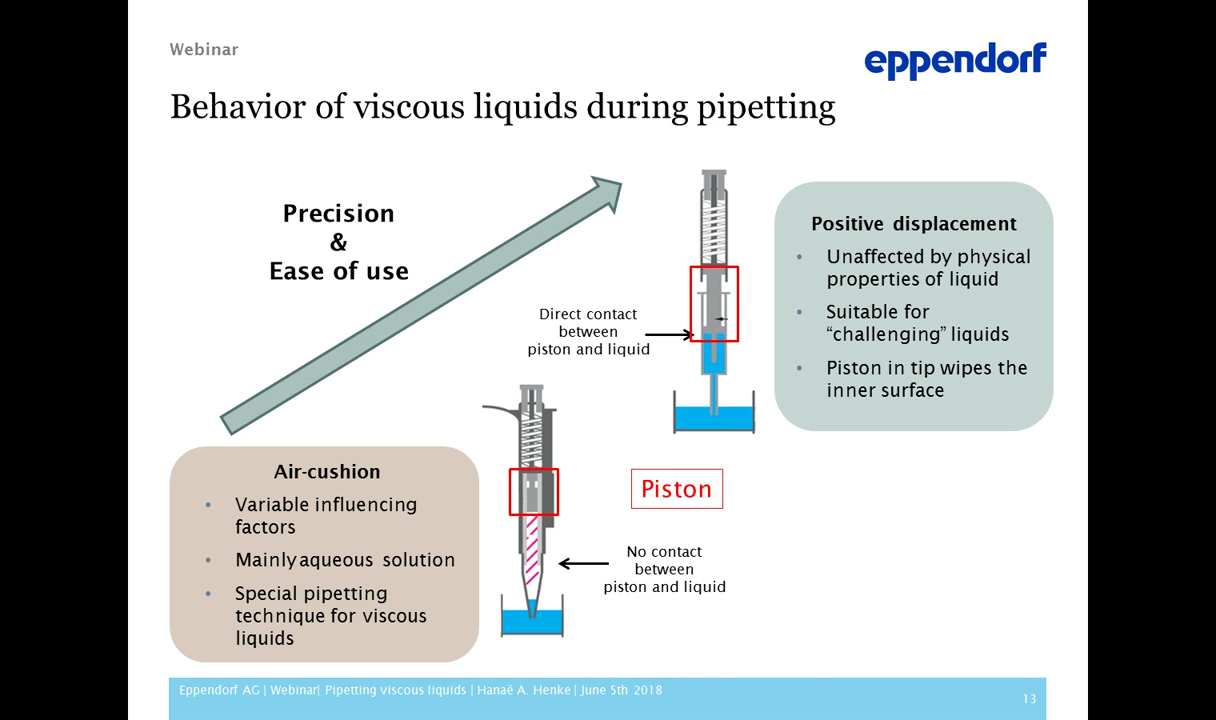 Webinar
eppendorf
Behavior of viscous liquids during pipetting
Precision
&
Ease of use
Positive displacement
• Unaffected by physical
properties of liquid
• Suitable for
“challenging” liquids
• Piston in tip wipes the
inner surface
Direct contact
between
piston and liquid
Air-cushion
• Variable influencing
factors
• Mainly aqueous solution
• Special pipetting
technique for viscous
liquids
Piston
No contact
between
piston and liquid
Eppendorf AG | Webinar| Pipetting viscous liquids | Hanaë A. Henke | June 5th 2018
13